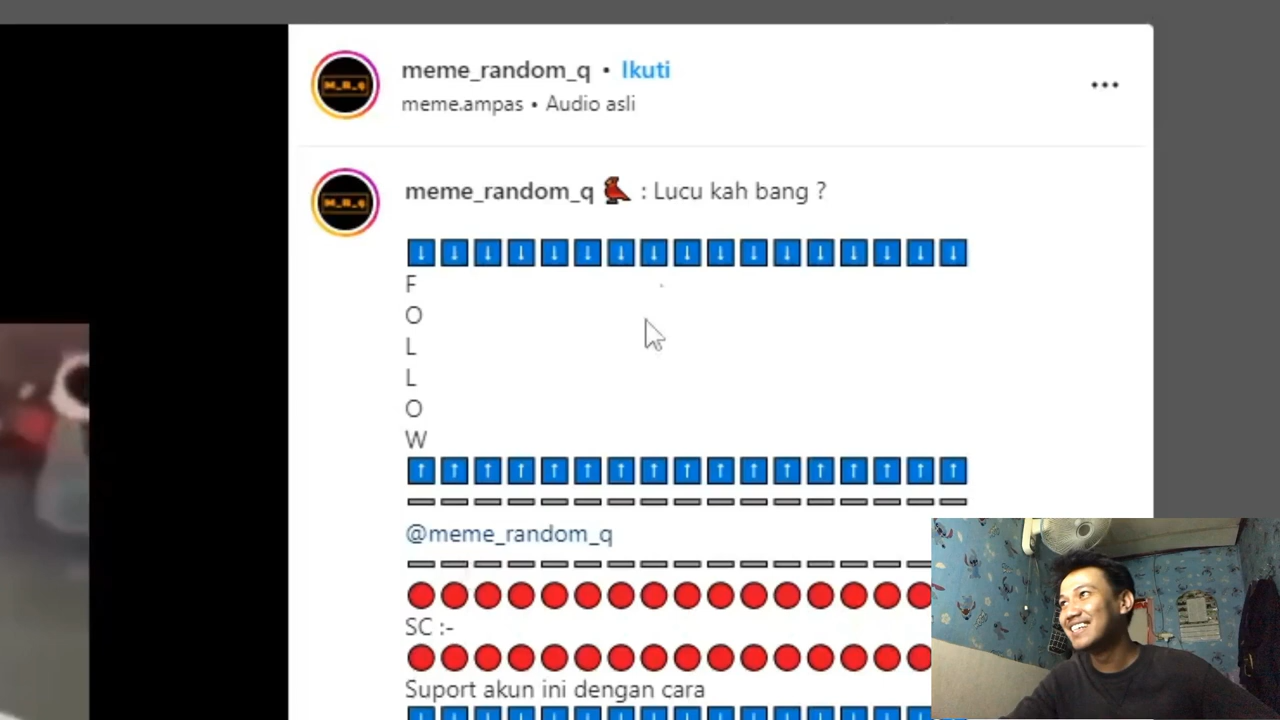 meme_random_q • Ikuti
meme.ampas • Audio asli
meme_random_q 🐦 : Lucu kah bang ?
⬇⬇⬇⬇⬇⬇⬇⬇⬇⬇⬇⬇⬇⬇⬇⬇⬇
F
O
L
L
O
W
⬆⬆⬆⬆⬆⬆⬆⬆⬆⬆⬆⬆⬆⬆⬆⬆⬆
➖➖➖➖➖➖➖➖➖➖➖➖➖➖➖➖➖
@meme_random_q
➖➖➖➖➖➖➖➖➖➖➖➖➖➖➖➖
🔴🔴🔴🔴🔴🔴🔴🔴🔴🔴🔴🔴🔴🔴🔴🔴
SC :-
🔴🔴🔴🔴🔴🔴🔴🔴🔴🔴🔴🔴🔴🔴🔴🔴
Suport akun ini dengan cara